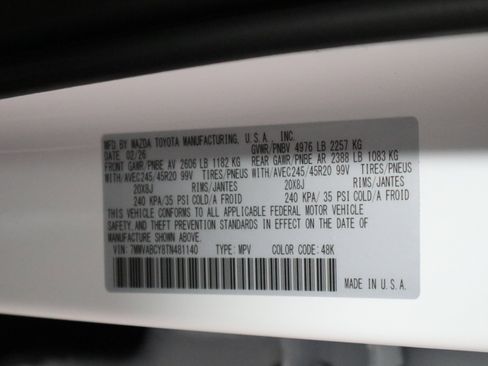 MFD. BY MAZDA TOYOTA MANUFACTURING, U.S.A., INC.
DATE: 02/26 GVWR/PNBV 4976 LB 2257 KG
FRONT GAWR/PNBE AV 2606 LB 1182 KG REAR GAWR/PNBE AR 2388 LB 1083 KG
WITH/AVEC245/45R20 99V TIRES/PNEUS WITH/AVEC245/45R20 99V TIRES/PNEUS
20X8J RIMS/JANTES 20X8J RIMS/JANTES
240 KPA/ 35 PSI COLD/A FROID 240 KPA/ 35 PSI COLD/A FROID
THIS VEHICLE CONFORMS TO ALL APPLICABLE FEDERAL MOTOR VEHICLE
SAFETY,AND THEFT PREVENTION STANDARDS IN EFFECT ON THE DATE OF
MANUFACTURE SHOWN ABOVE.
VIN: 7MMVABCY8TN481140 TYPE: MPV COLOR CODE: 48K
MADE IN U.S.A.